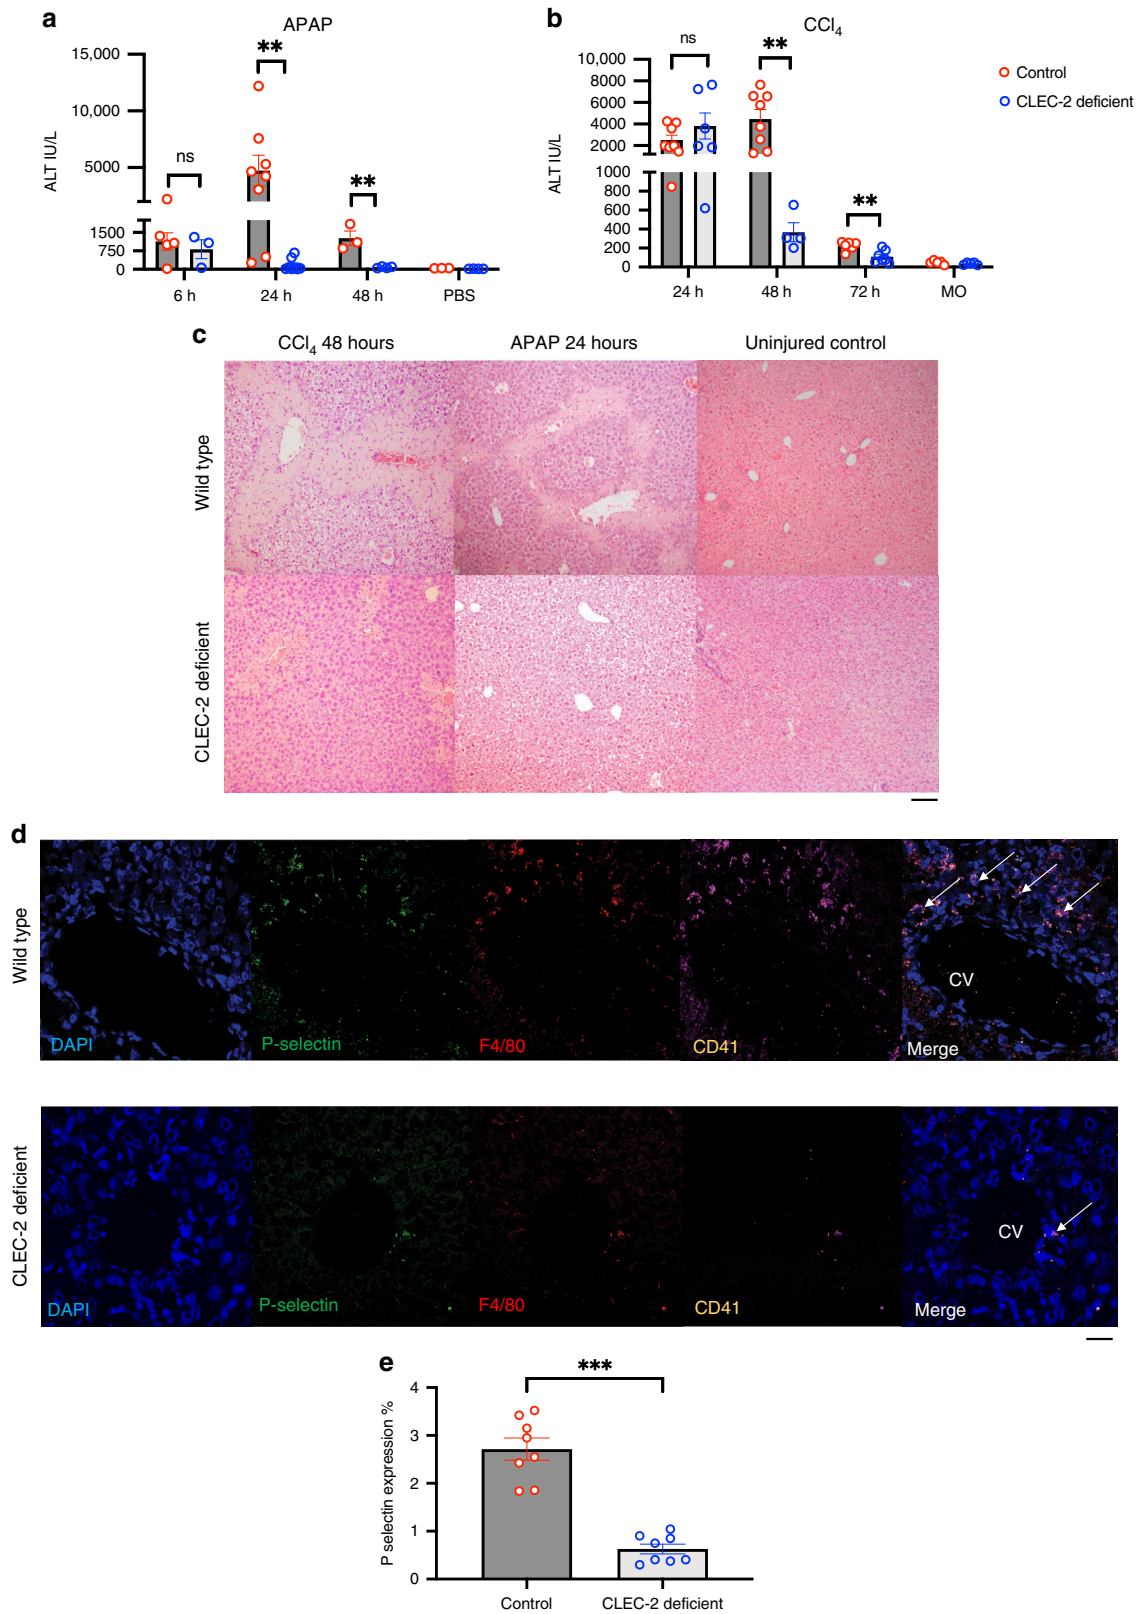 a
APAP
**
15,000
10,000
5000
1500
750
0
ALT IU/L
ns
**
6 h
24 h
48 h
PBS
b
CCl4
ns
**
**
10,000
8000
6000
4000
2000
1000
800
600
400
200
0
ALT IU/L
24 h
48 h
72 h
MO
Control
CLEC-2 deficient
c
CCl4 48 hours
APAP 24 hours
Uninjured control
Wild type
CLEC-2 deficient
d
Wild type
DAPI
P-selectin
F4/80
CD41
CV
Merge
CLEC-2 deficient
DAPI
P-selectin
F4/80
CD41
CV
Merge
e
***
4
3
2
1
0
P selectin expression %
Control
CLEC-2 deficient